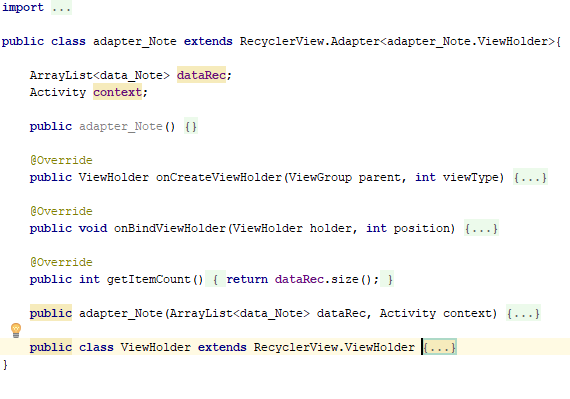 import ...
public class adapter_Note extends RecyclerView.Adapter<adapter_Note.ViewHolder>{
ArrayList<data_Note> dataRec;
Activity context;
public adapter_Note() {}
@Override
public ViewHolder onCreateViewHolder(ViewGroup parent, int viewType) {...}
@Override
public void onBindViewHolder(ViewHolder holder, int position) {...}
@Override
public int getItemCount() { return dataRec.size(); }
public adapter_Note(ArrayList<data_Note> dataRec, Activity context) {...}
public class ViewHolder extends RecyclerView.ViewHolder {...}
}